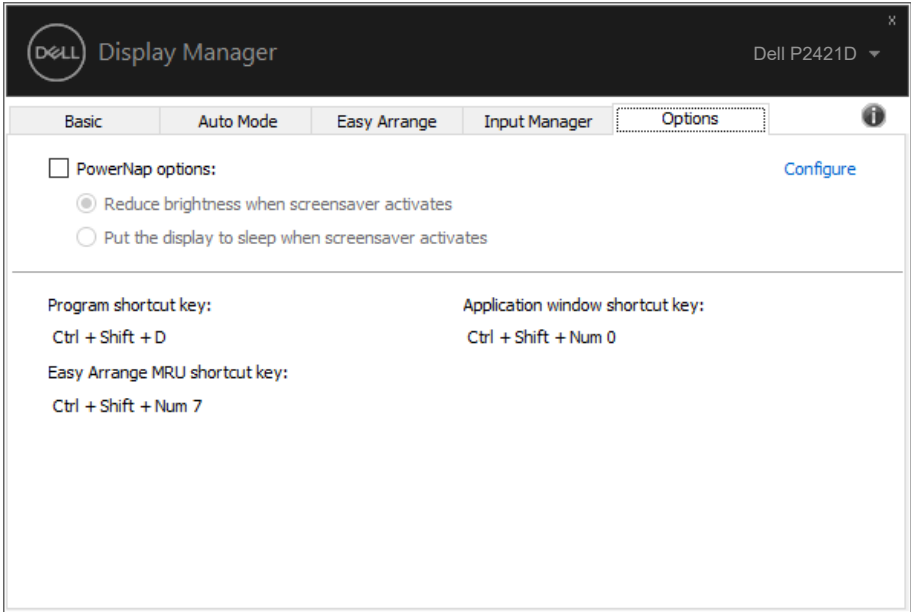 x
DELL Display Manager
Dell P2421D
Basic Auto Mode Easy Arrange Input Manager Options
PowerNap options: Configure
Reduce brightness when screensaver activates
Put the display to sleep when screensaver activates
Program shortcut key: Application window shortcut key:
Ctrl + Shift + D Ctrl + Shift + Num 0
Easy Arrange MRU shortcut key:
Ctrl + Shift + Num 7